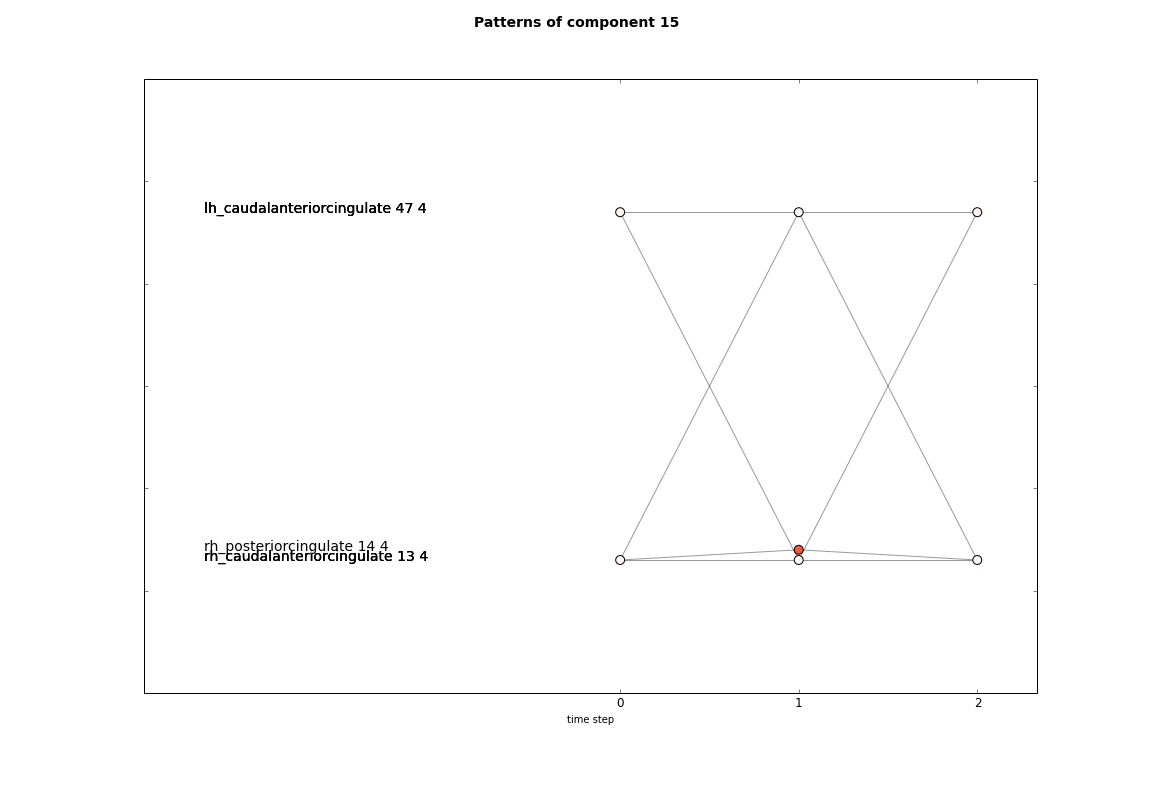 Patterns of component 15
lh_caudalanteriorcingulate 47 4
rh_posteriorcingulate 14 4
rh_caudalanteriorcingulate 13 4
0 1 2
time step